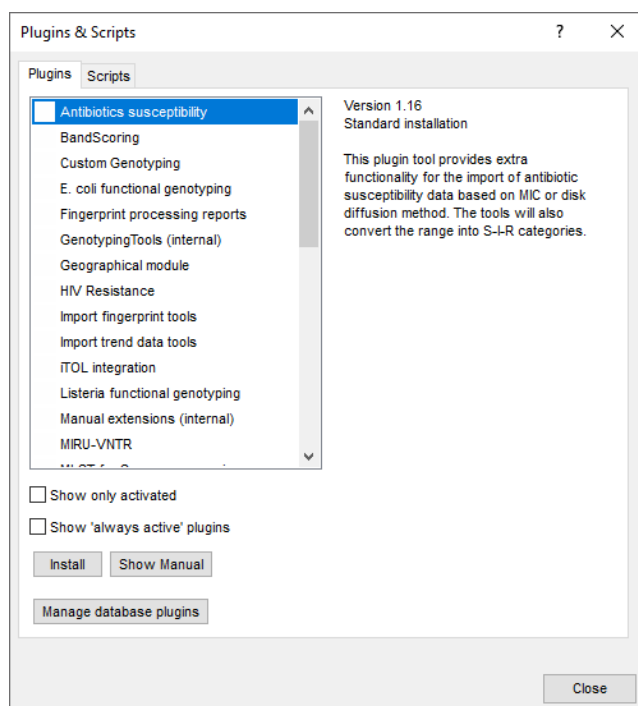 Plugins & Scripts
?
Plugins
Scripts
Antibiotics susceptibility
BandScoring
Custom Genotyping
E. coli functional genotyping
Fingerprint processing reports
GenotypingTools (internal)
Geographical module
HIV Resistance
Import fingerprint tools
Import trend data tools
iTOL integration
Listeria functional genotyping
Manual extensions (internal)
MIRU-VNTR
Version 1.16
Standard installation
This plugin tool provides extra
functionality for the import of antibiotic
susceptibility data based on MIC or disk
diffusion method. The tools will also
convert the range into S-I-R categories.
Show only activated
Show 'always active' plugins
Install
Show Manual
Manage database plugins
Close